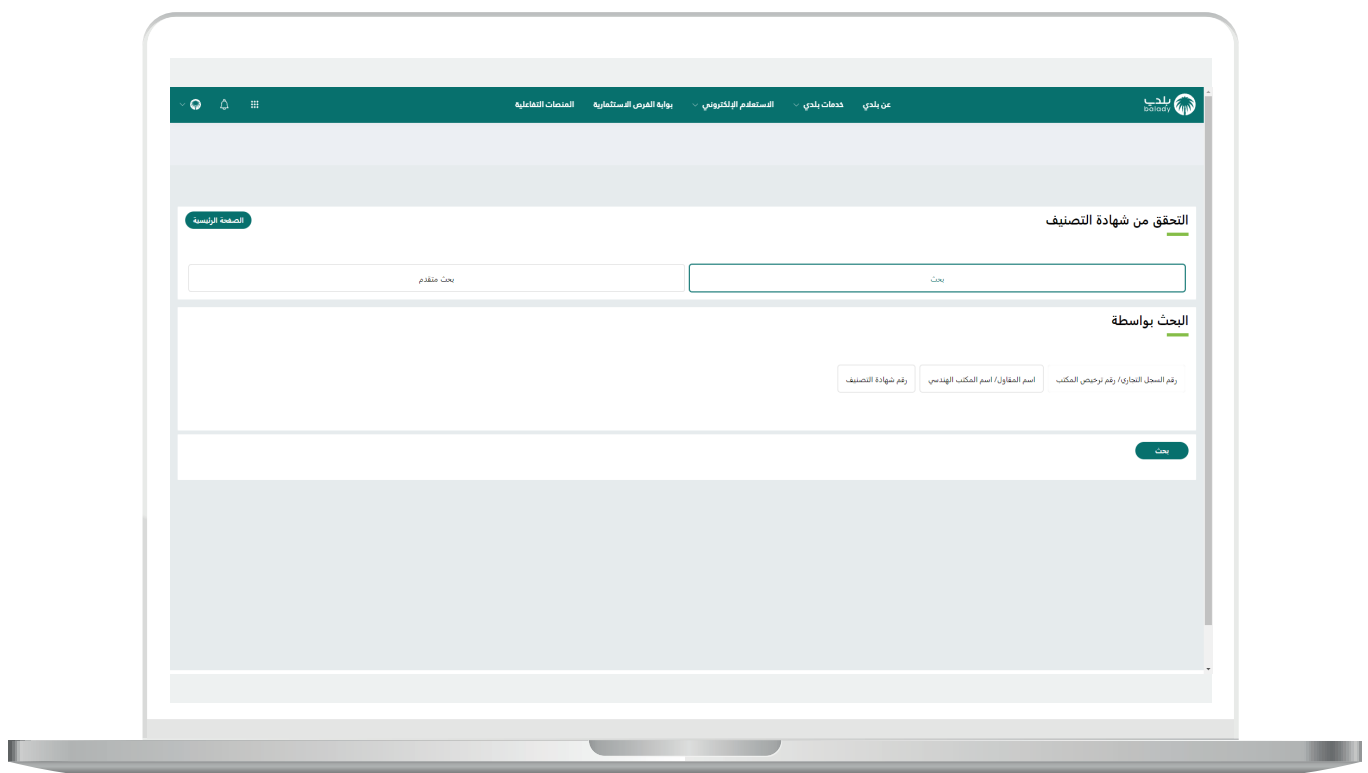 بلدي
balady
عن بلدي خدمات بلدي الاستعلام الإلكتروني بوابة الفرص الاستثمارية المنصات التفاعلية
التحقق من شهادة التصنيف
الصفحة الرئيسية
بحث
بحث متقدم
البحث بواسطة
رقم السجل التجاري/ رقم ترخيص المكتب
اسم المقاول/ اسم المكتب الهندسي
رقم شهادة التصنيف
بحث